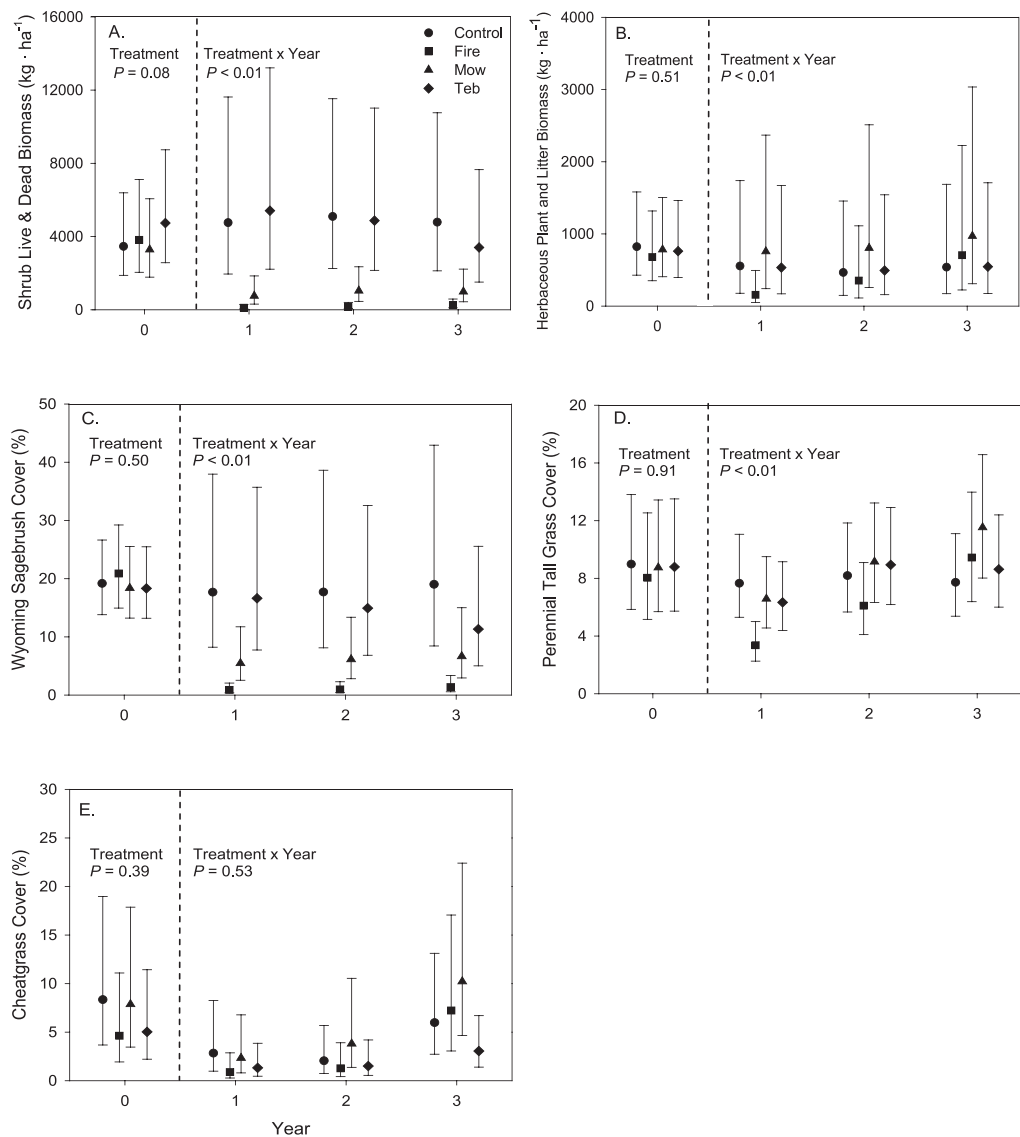 A.
Treatment
P = 0.08
Treatment x Year
P < 0.01
Control
Fire
Mow
Teb
Shrub Live & Dead Biomass (kg · ha⁻¹)
16000
12000
8000
4000
0
0 1 2 3
B.
Treatment
P = 0.51
Treatment x Year
P < 0.01
Herbaceous Plant and Litter Biomass (kg · ha⁻¹)
4000
3000
2000
1000
0
0 1 2 3
C.
Treatment
P = 0.50
Treatment x Year
P < 0.01
Wyoming Sagebrush Cover (%)
50
40
30
20
10
0
0 1 2 3
D.
Treatment
P = 0.91
Treatment x Year
P < 0.01
Perennial Tall Grass Cover (%)
20
16
12
8
4
0
0 1 2 3
E.
Treatment
P = 0.39
Treatment x Year
P = 0.53
Cheatgrass Cover (%)
30
25
20
15
10
5
0
0 1 2 3
Year